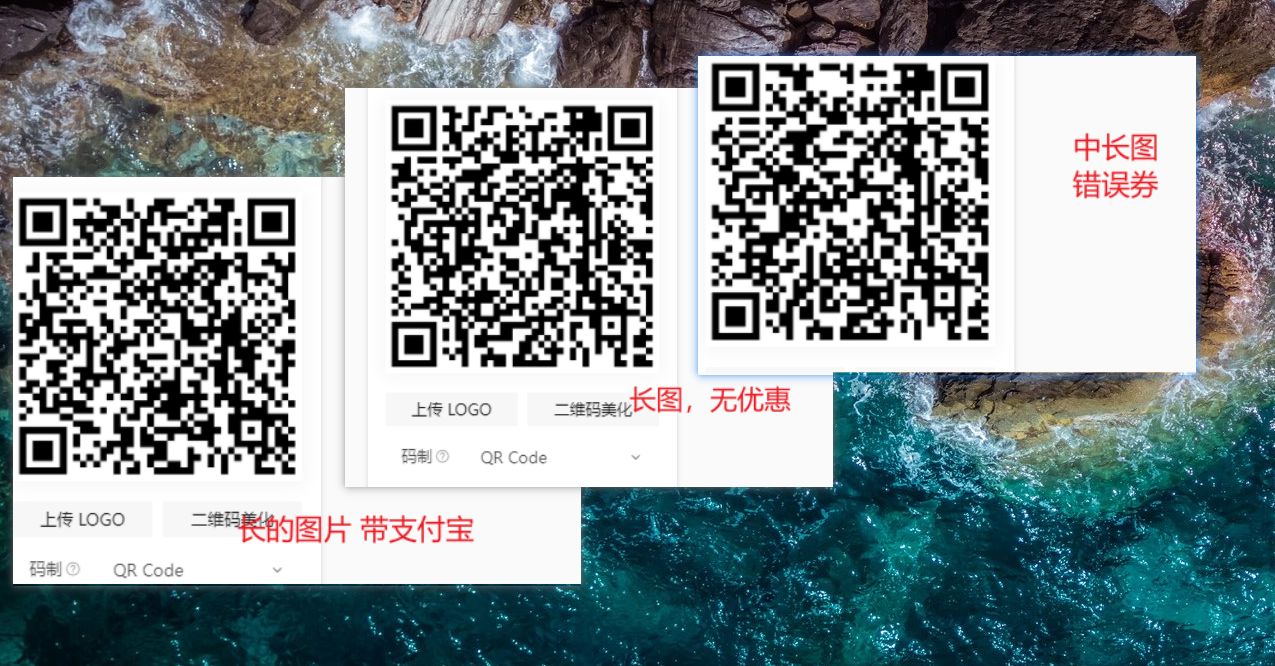 上传 LOGO
二维码美化
长的图片 带支付宝
码制
QR Code
上传 LOGO
二维码美化
长图，无优惠
码制
QR Code
中长图
错误券